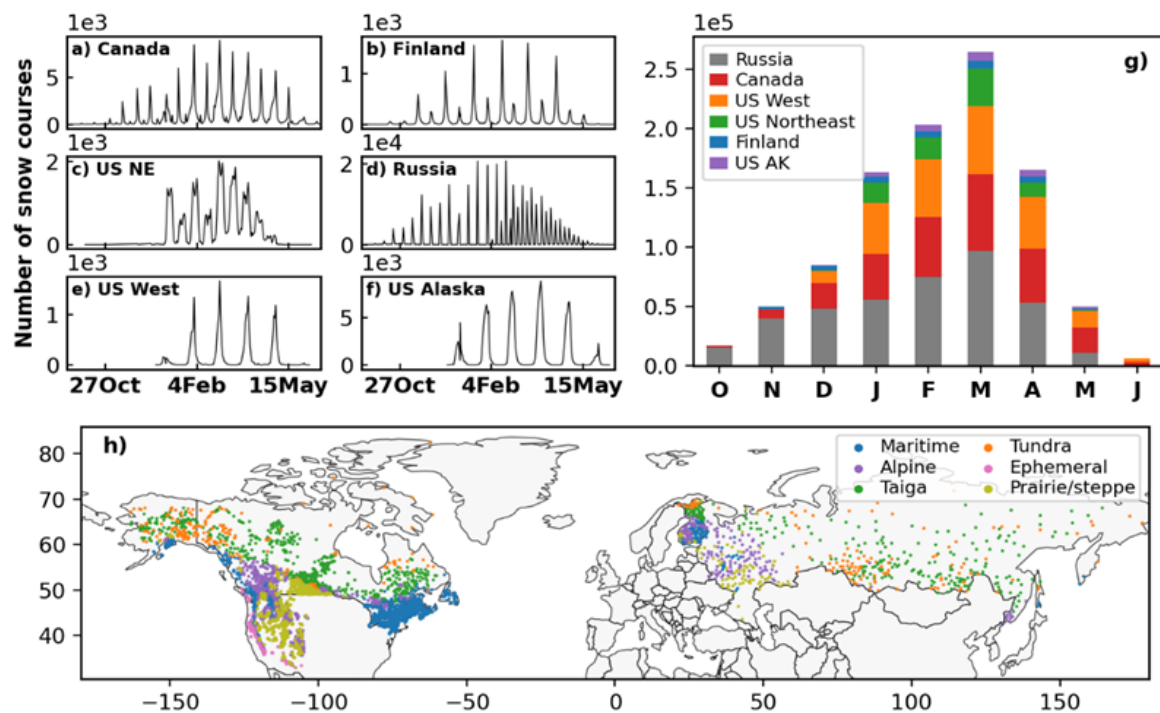 1e3
1e3
1e5
a) Canada
b) Finland
g)
5
0
1
0
Number of snow courses
1e3
1e4
c) US NE
d) Russia
2
0
2
0
1e3
1e3
e) US West
f) US Alaska
1
0
5
0
27Oct 4Feb 15May
27Oct 4Feb 15May
Russia
Canada
US West
US Northeast
Finland
US AK
2.5
2.0
1.5
1.0
0.5
0.0
O N D J F M A M J
h)
Maritime
Alpine
Taiga
Tundra
Ephemeral
Prairie/steppe
80
70
60
50
40
−150 −100 −50 0 50 100 150